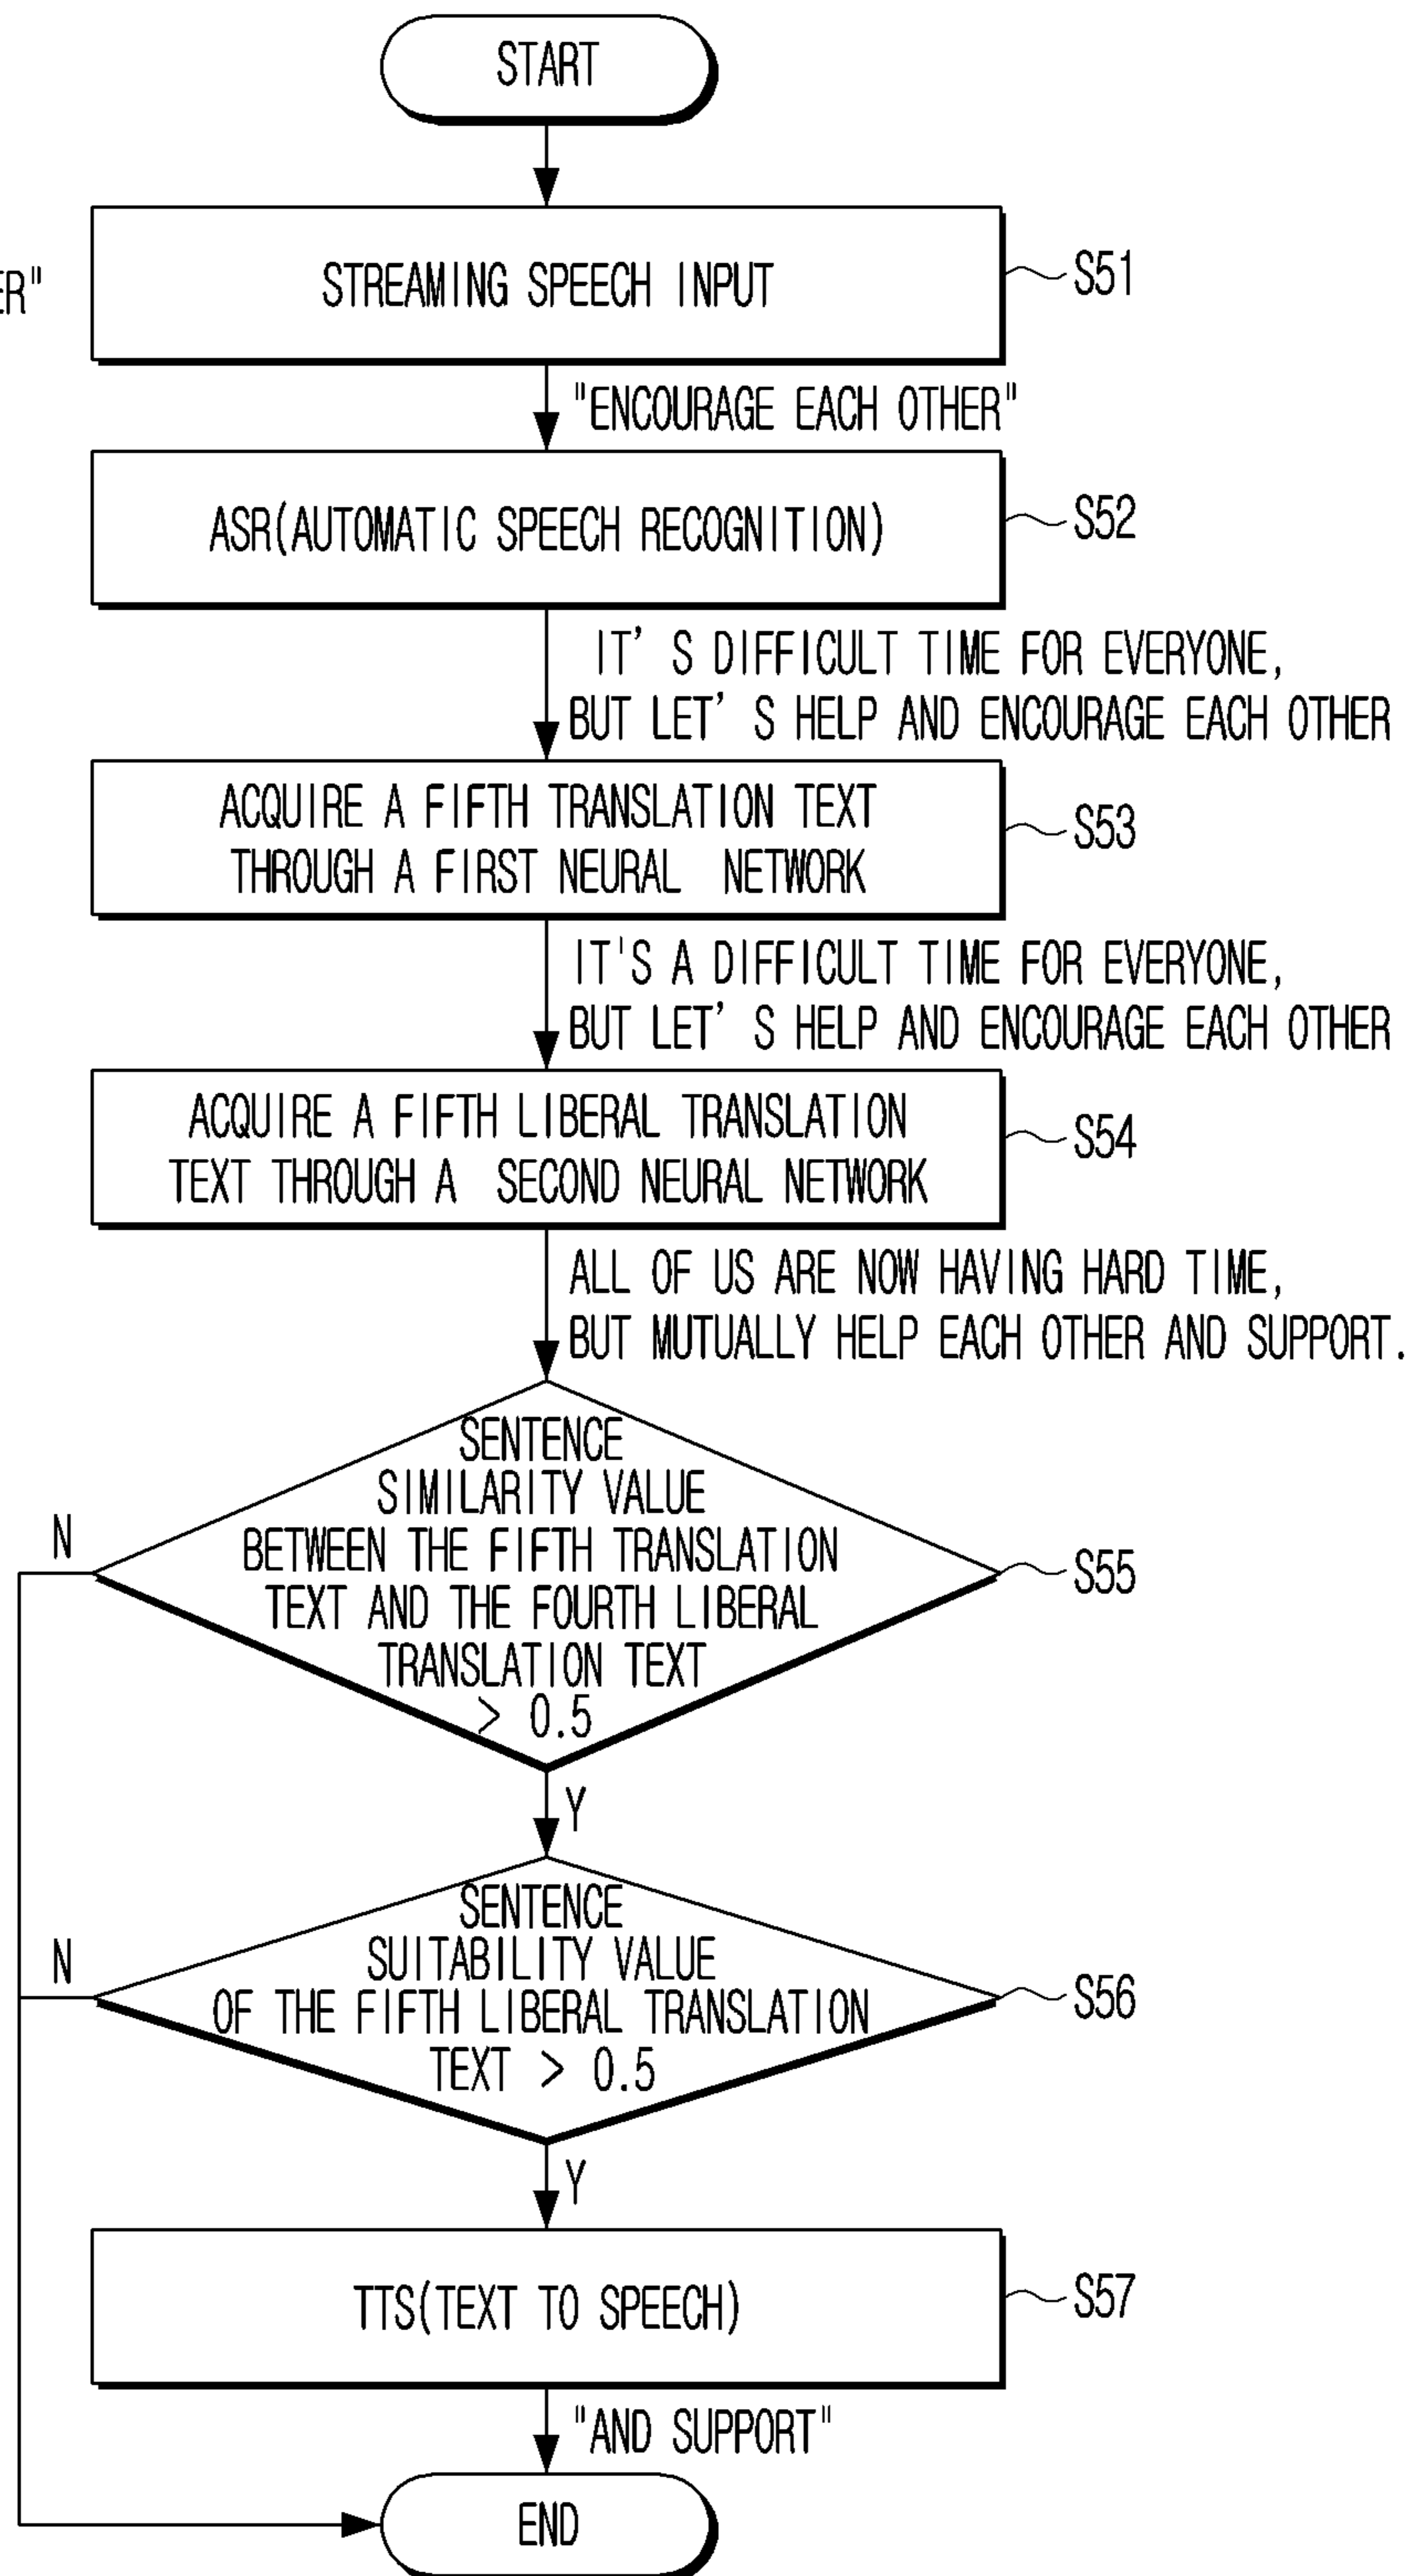 START
ER"
STREAMING SPEECH INPUT
S51
"ENCOURAGE EACH OTHER"
ASR(AUTOMATIC SPEECH RECOGNITION)
S52
IT’ S DIFFICULT TIME FOR EVERYONE,
BUT LET’ S HELP AND ENCOURAGE EACH OTHER
ACQUIRE A FIFTH TRANSLATION TEXT
THROUGH A FIRST NEURAL NETWORK
S53
IT'S A DIFFICULT TIME FOR EVERYONE,
BUT LET’ S HELP AND ENCOURAGE EACH OTHER
ACQUIRE A FIFTH LIBERAL TRANSLATION
TEXT THROUGH A SECOND NEURAL NETWORK
S54
ALL OF US ARE NOW HAVING HARD TIME,
BUT MUTUALLY HELP EACH OTHER AND SUPPORT.
SENTENCE
SIMILARITY VALUE
BETWEEN THE FIFTH TRANSLATION
TEXT AND THE FOURTH LIBERAL
TRANSLATION TEXT
> 0.5
N
S55
Y
SENTENCE
SUITABILITY VALUE
OF THE FIFTH LIBERAL TRANSLATION
TEXT > 0.5
N
S56
Y
TTS(TEXT TO SPEECH)
S57
"AND SUPPORT"
END